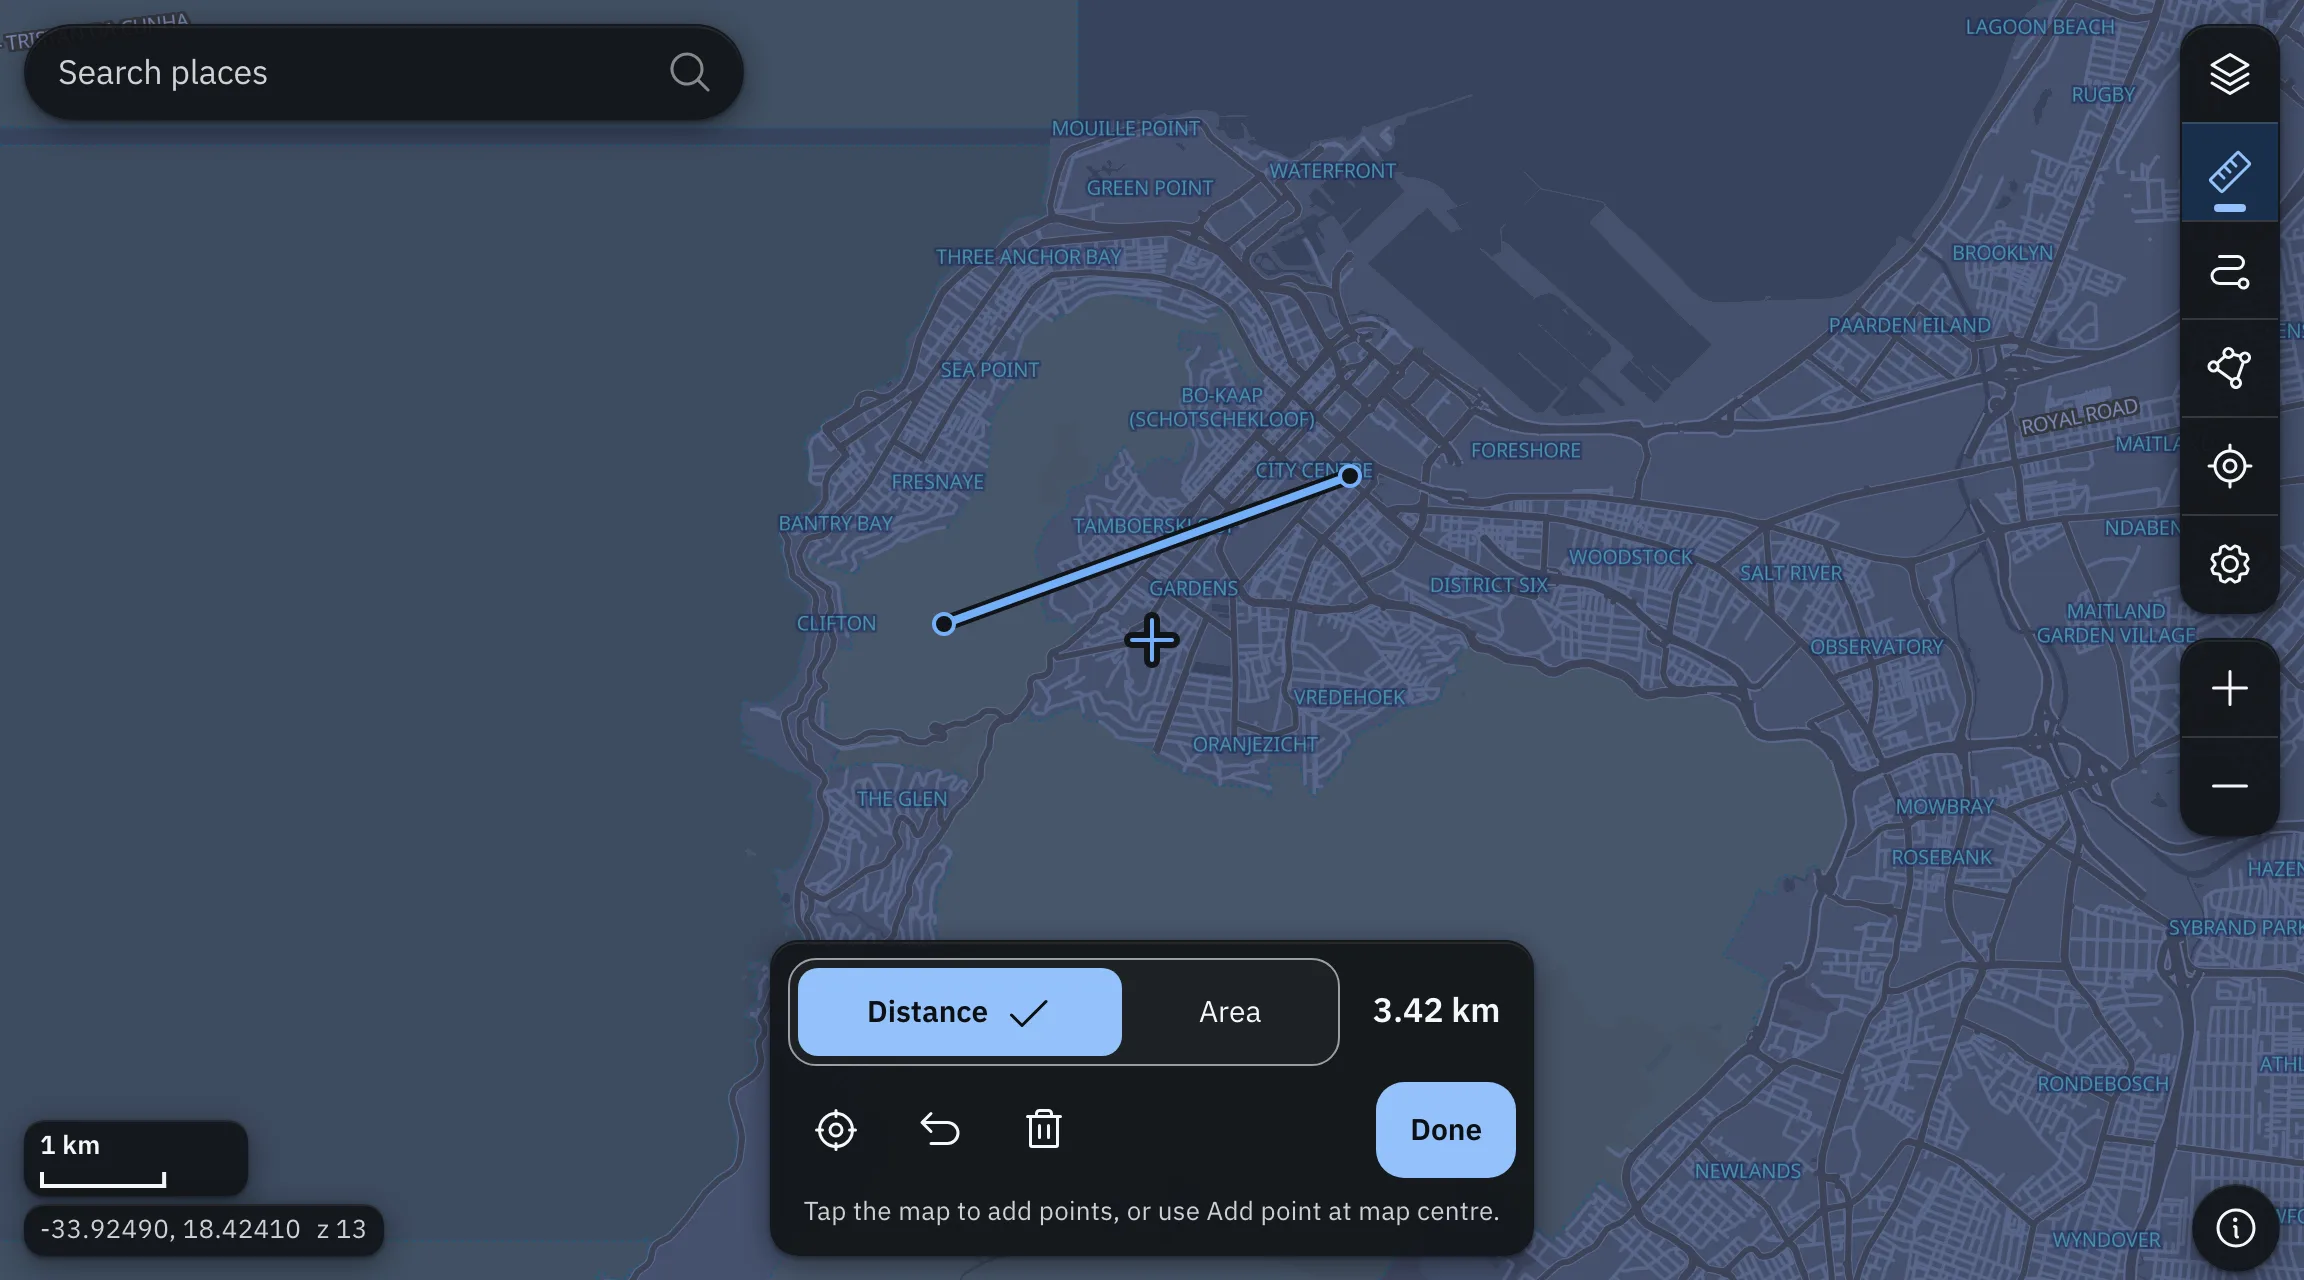 Search places
LAGOON BEACH
RUGBY
MOUILLE POINT
WATERFRONT
GREEN POINT
BROOKLYN
THREE ANCHOR BAY
PAARDEN EILAND
SEA POINT
BO-KAAP
(SCHOTSCHEKLOOF)
ROYAL ROAD
CITY CENTRE
FORESHORE
FRESNAYE
BANTRY BAY
WOODSTOCK
SALT RIVER
GARDENS
DISTRICT SIX
MAITLAND
GARDEN VILLAGE
CLIFTON
OBSERVATORY
VREDEHOEK
ORANJEZICHT
THE GLEN
MOWBRAY
ROSEBANK
SYBRAND PARK
RONDEBOSCH
NEWLANDS
WYNDOVER
Distance
Area
3.42 km
Done
Tap the map to add points, or use Add point at map centre.
1 km
-33.92490, 18.42410 z 13